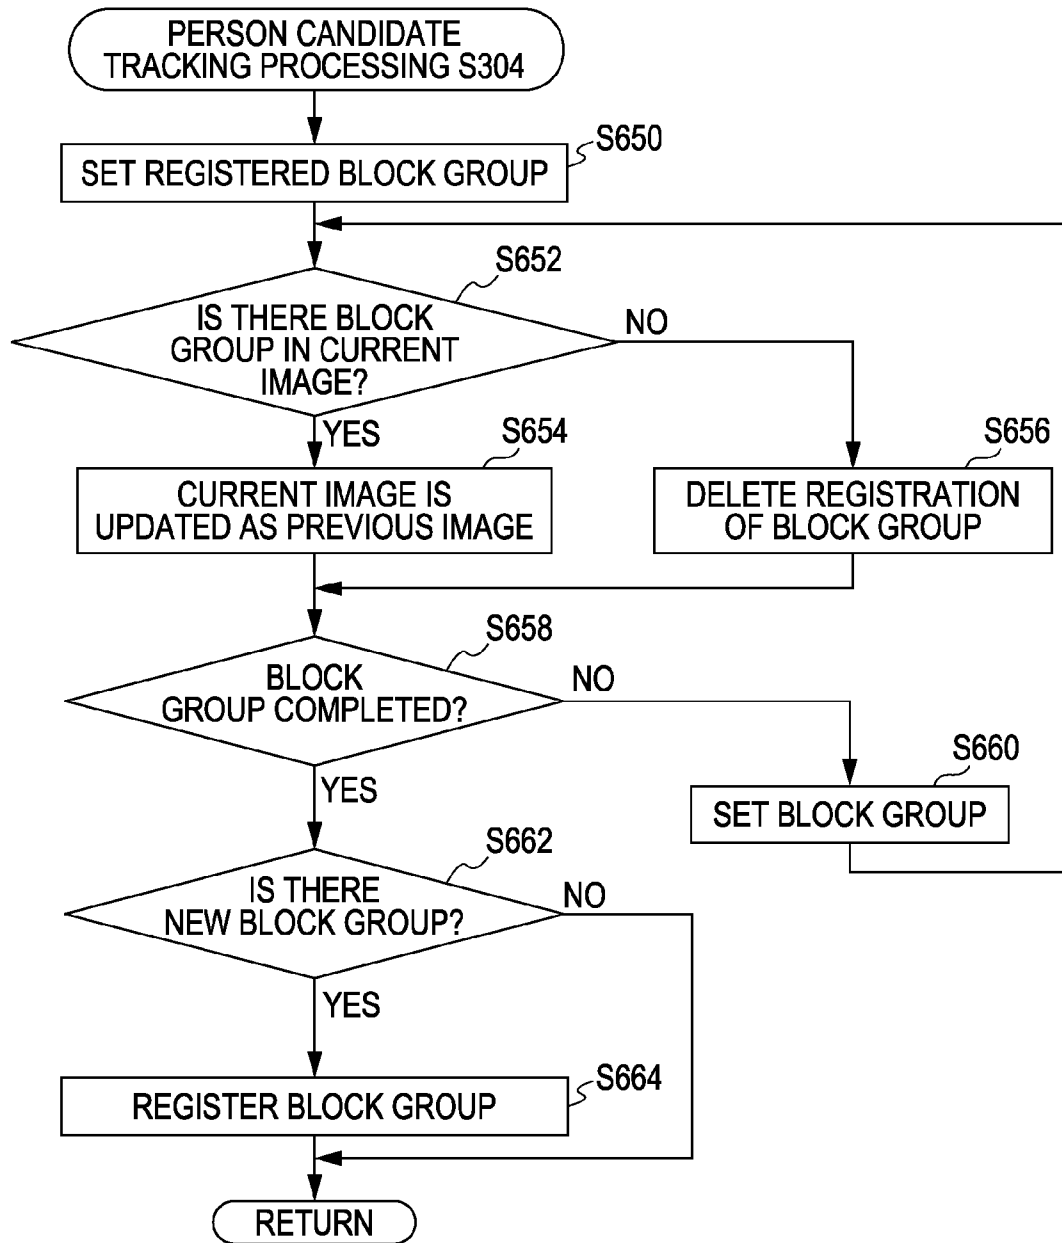 PERSON CANDIDATE
TRACKING PROCESSING S304
S650
SET REGISTERED BLOCK GROUP
S652
IS THERE BLOCK
GROUP IN CURRENT
IMAGE?
NO
YES
S654
S656
CURRENT IMAGE IS
UPDATED AS PREVIOUS IMAGE
DELETE REGISTRATION
OF BLOCK GROUP
S658
BLOCK
GROUP COMPLETED?
NO
YES
S660
SET BLOCK GROUP
S662
IS THERE
NEW BLOCK GROUP?
NO
YES
S664
REGISTER BLOCK GROUP
RETURN